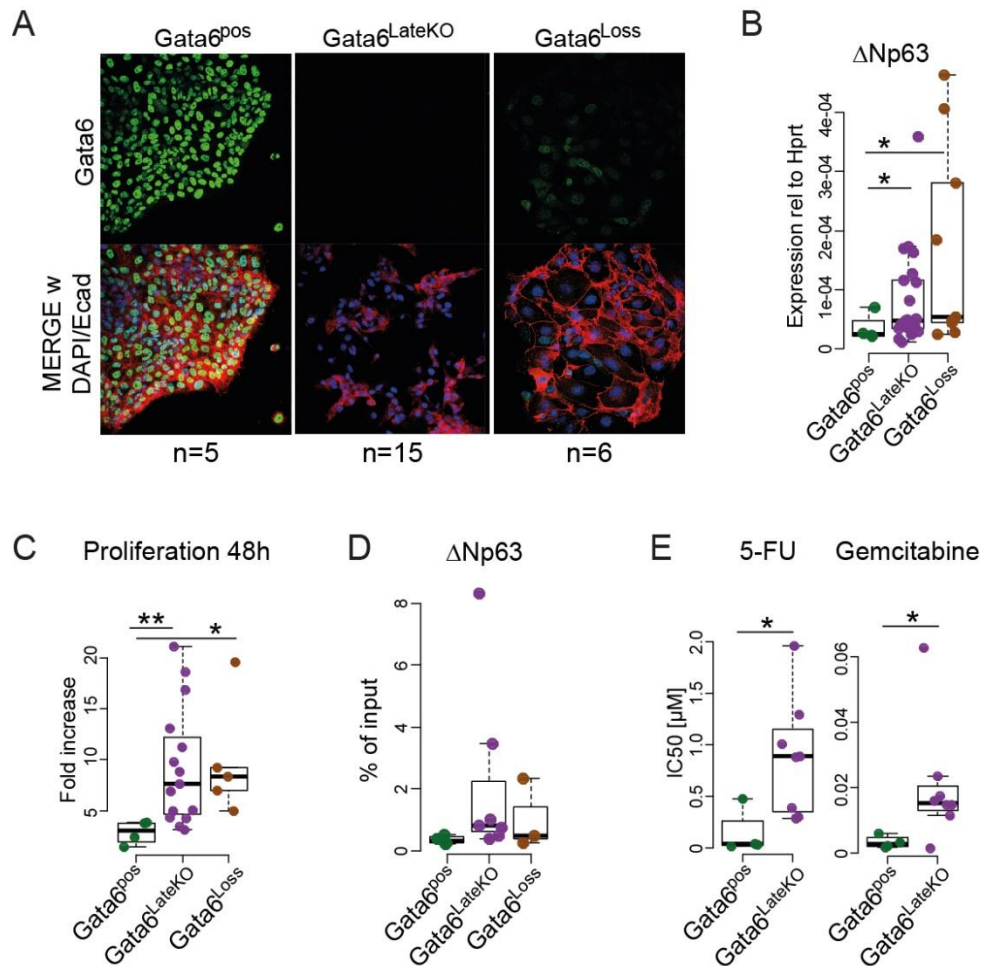 A
Gata6pos
Gata6LateKO
Gata6Loss
Gata6
MERGE w
DAPI/Ecad
n=5
n=15
n=6
B
ΔNp63
Expression rel to Hprt
4e-04
3e-04
2e-04
1e-04
0
*
*
Gata6pos
Gata6LateKO
Gata6Loss
C
Proliferation 48h
Fold increase
20
15
10
5
**
*
Gata6pos
Gata6LateKO
Gata6Loss
D
ΔNp63
% of input
8
6
4
2
0
Gata6pos
Gata6LateKO
Gata6Loss
E
5-FU
IC50 [µM]
2.0
1.5
1.0
0.5
0
*
Gata6pos
Gata6LateKO
Gemcitabine
0.06
0.04
0.02
0
*
Gata6pos
Gata6LateKO